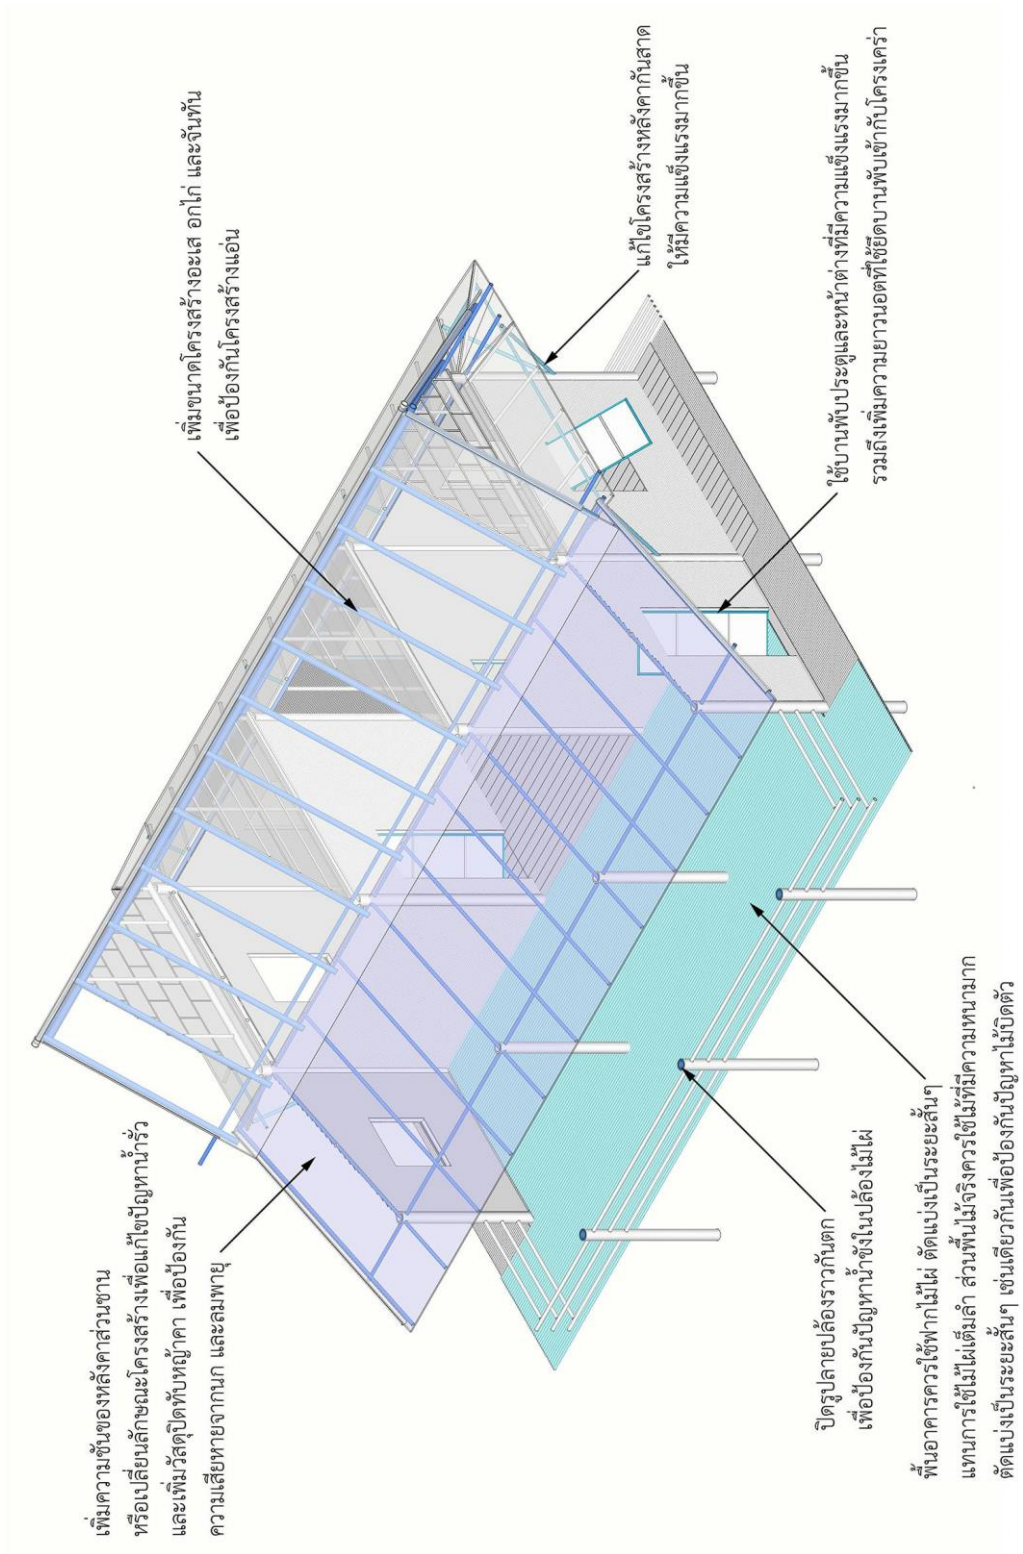 เพิ่มขนาดโครงสร้างอะเส อกไก่ และจันทัน
เพื่อป้องกันโครงสร้างแอ่น
แก้ไขโครงสร้างหลังคากันสาด
ให้มีความแข็งแรงมากขึ้น
ใช้บานพับประตูและหน้าต่างที่มีความแข็งแรงมากขึ้น
รวมถึงเพิ่มความยาวนอตที่ใช้ยึดบานพับเข้ากับโครงเคร่า
เพิ่มความชันของหลังคาส่วนชาน
หรือเปลี่ยนลักษณะโครงสร้างเพื่อแก้ไขปัญหาน้ำรั่ว
และเพิ่มวัสดุปิดทับหญ้าคา เพื่อป้องกัน
ความเสียหายจากนก และลมพายุ
ปิดรูปลายปล้องราวกันตก
เพื่อป้องกันปัญหาน้ำขังในปล้องไม้ไผ่
พื้นอาคารควรใช้ฟากไม้ไผ่ ตัดแบ่งเป็นระยะสั้นๆ
แทนการใช้ไม้ไผ่เต็มลำ ส่วนพื้นไม้จริงควรใช้ไม้ที่มีความหนามาก
ตัดแบ่งเป็นระยะสั้นๆ เช่นเดียวกันเพื่อป้องกันปัญหาไม้บิดตัว